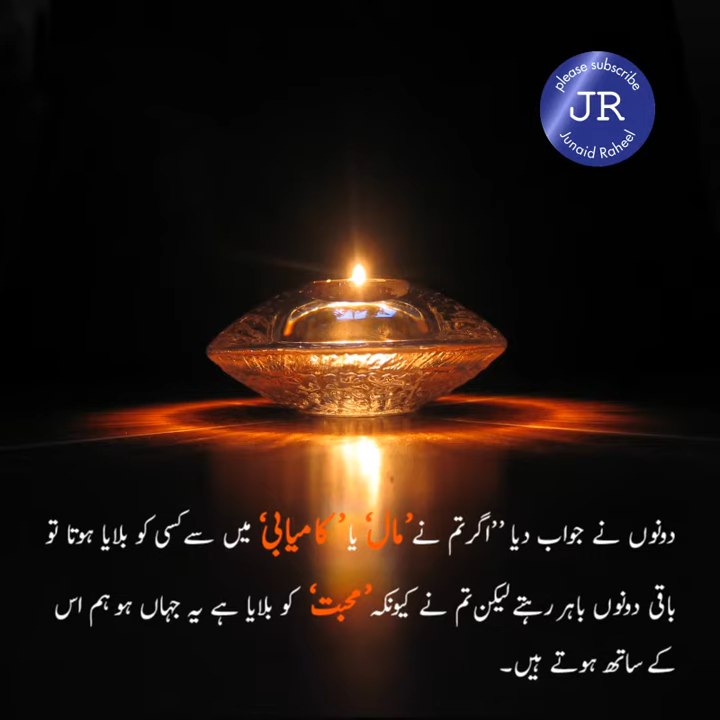 please subscribe
JR
Junaid Raheel
دونوں نے جواب دیا ’’اگر تم نے ’مال‘ یا ’کامیابی‘ میں سے کسی کو بلایا ہوتا تو
باقی دونوں باہر رہتے لیکن تم نے کیونکہ ’محبت‘ کو بلایا ہے یہ جہاں ہو ہم اس
کے ساتھ ہوتے ہیں۔